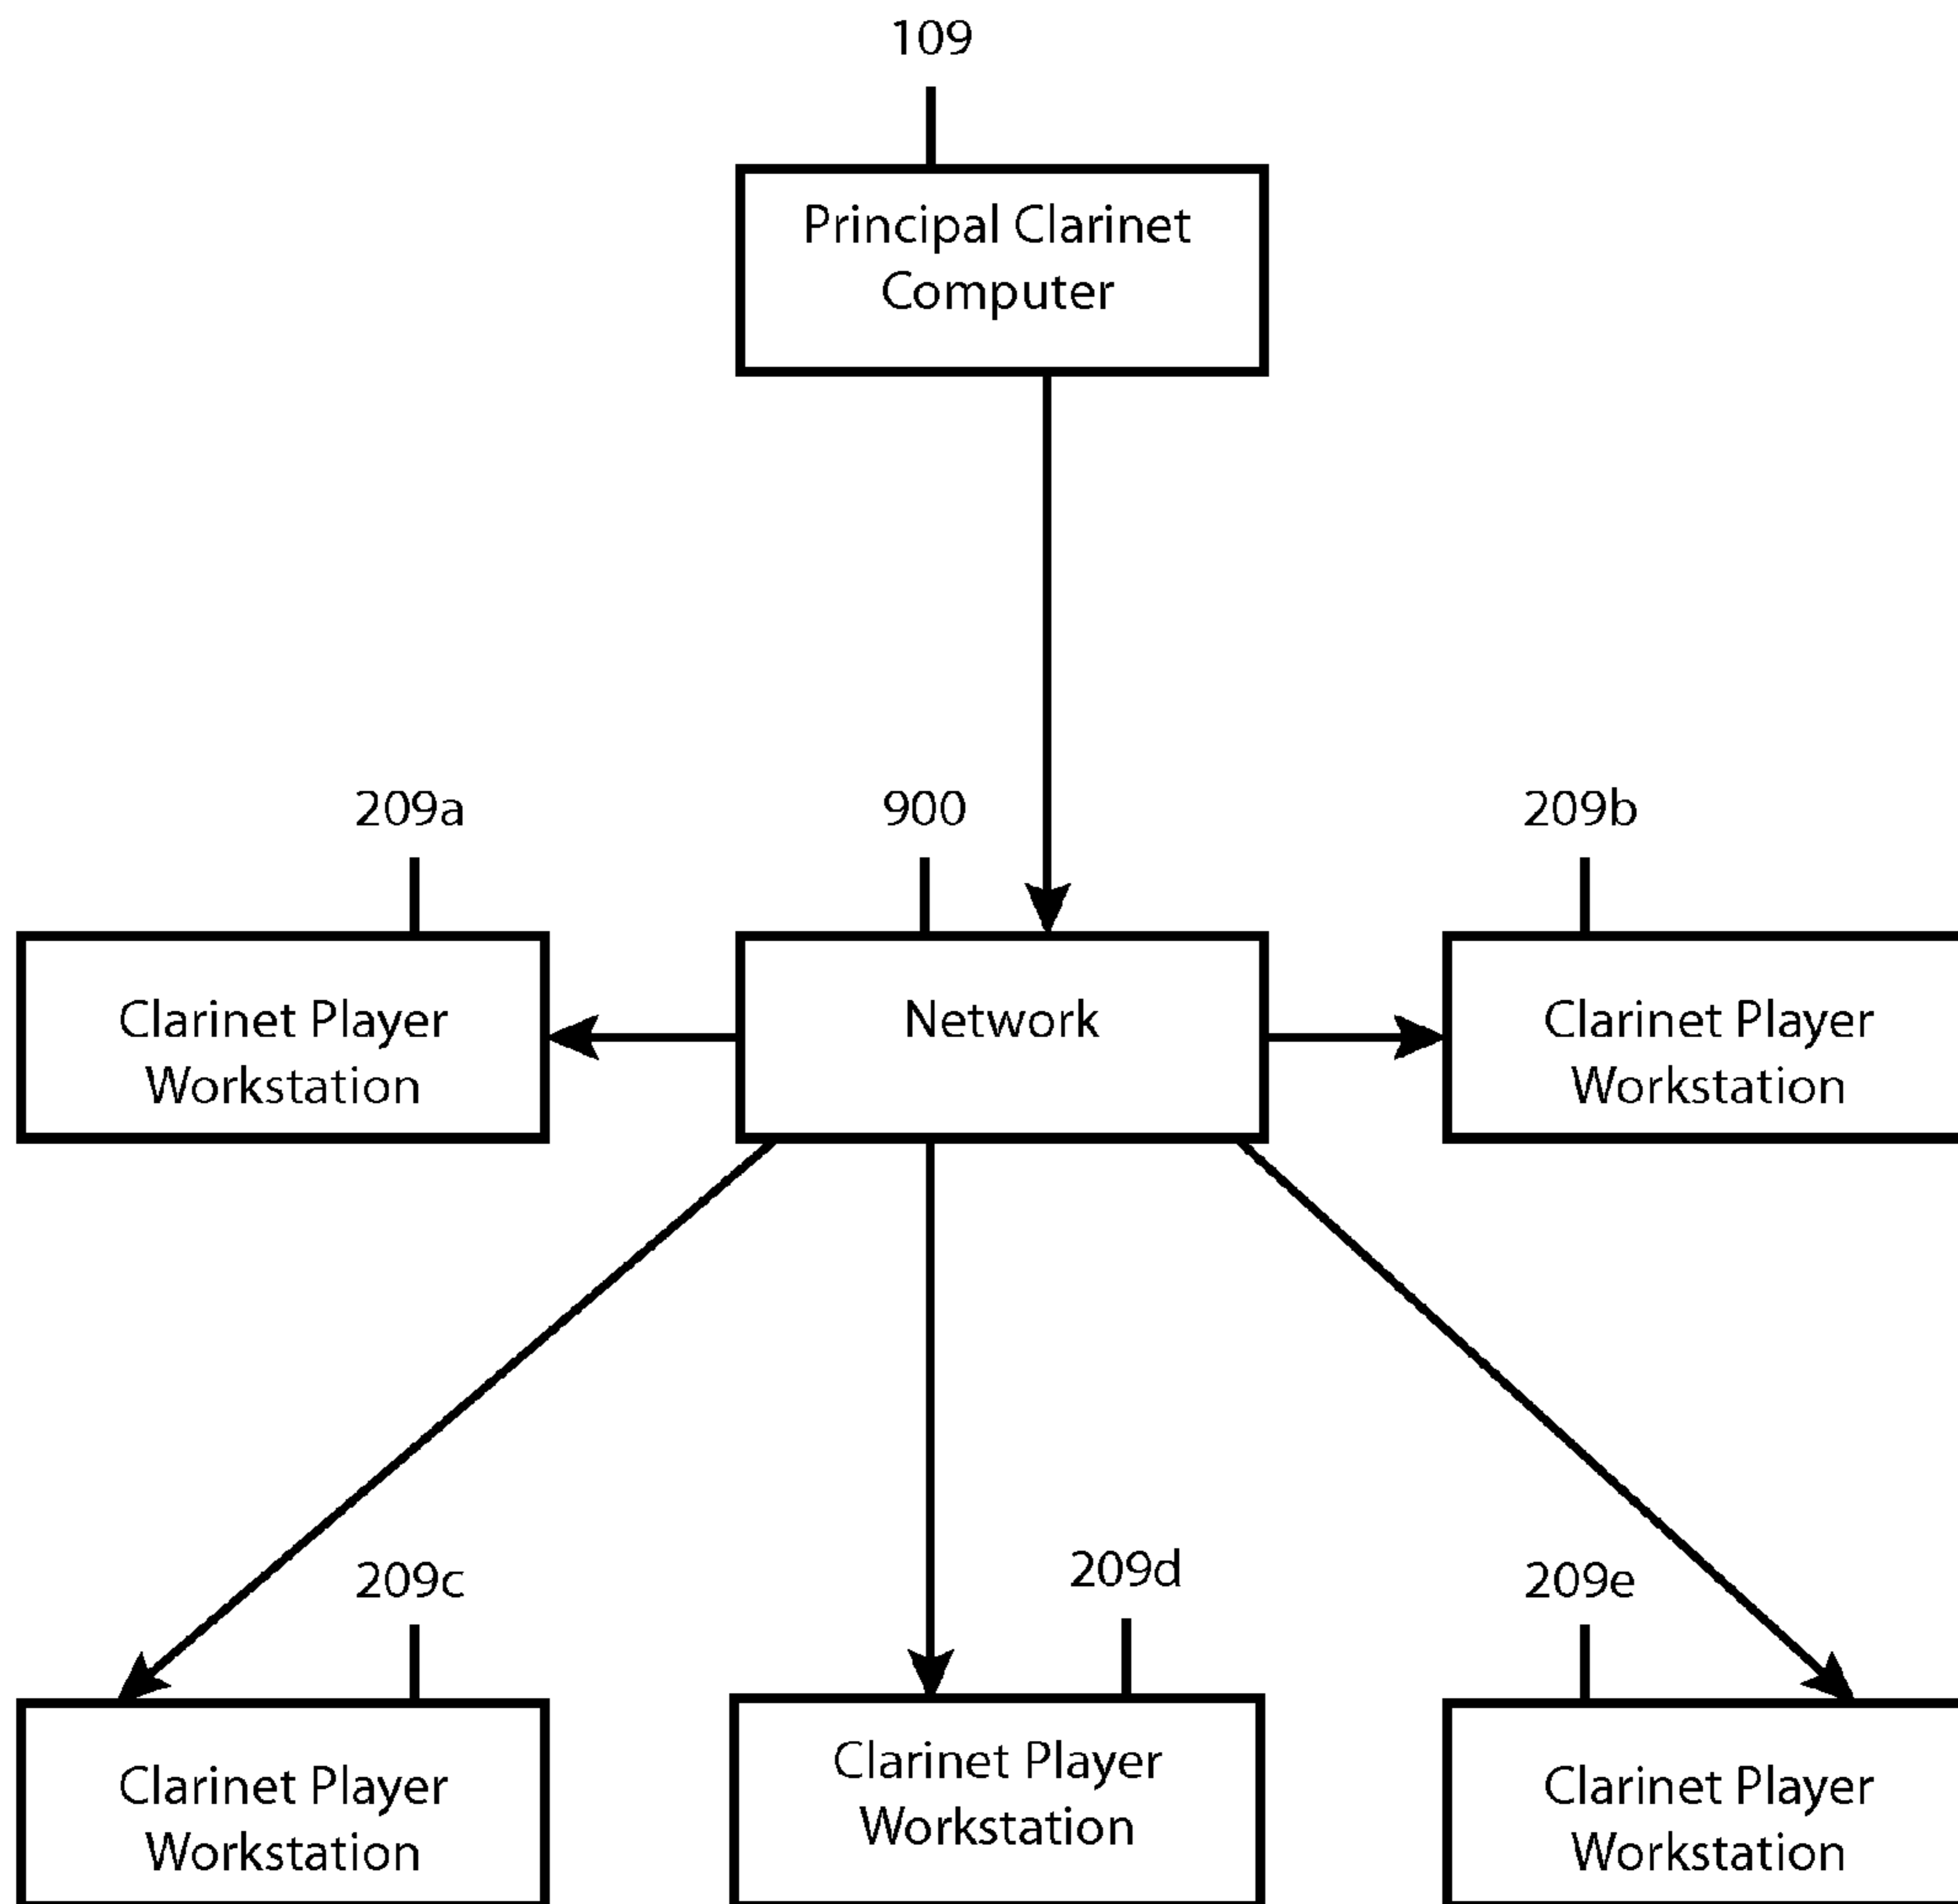 109
Principal Clarinet
Computer
209a
900
209b
Clarinet Player
Workstation
Network
Clarinet Player
Workstation
209c
209d
209e
Clarinet Player
Workstation
Clarinet Player
Workstation
Clarinet Player
Workstation